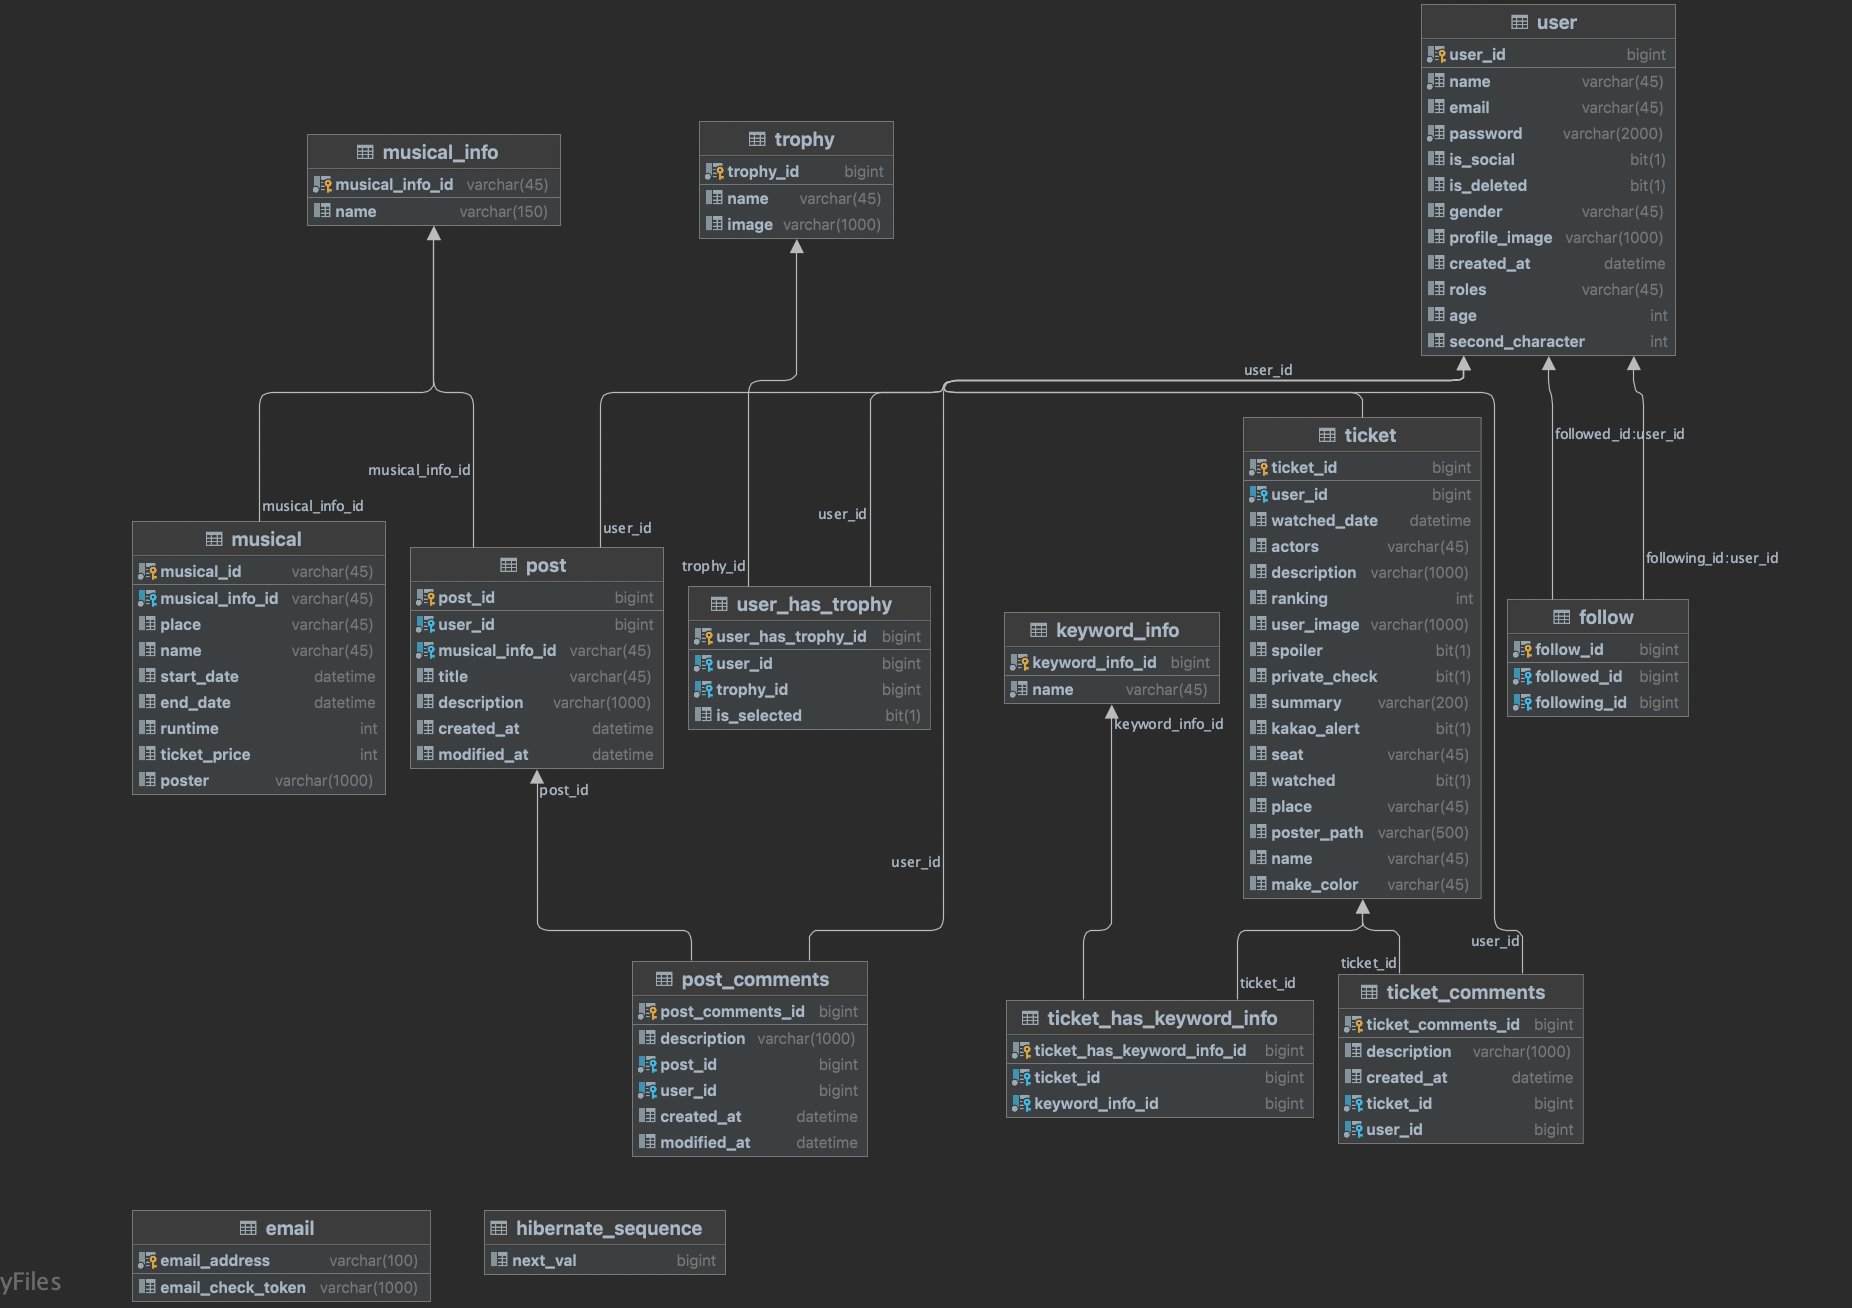 user
user_id bigint
name varchar(45)
email varchar(45)
password varchar(2000)
is_social bit(1)
is_deleted bit(1)
gender varchar(45)
profile_image varchar(1000)
created_at datetime
roles varchar(45)
age int
second_character int
musical_info
musical_info_id varchar(45)
name varchar(150)
trophy
trophy_id bigint
name varchar(45)
image varchar(1000)
user_id
followed_id:user_id
following_id:user_id
musical_info_id
musical_info_id
user_id
user_id
trophy_id
musical
musical_id varchar(45)
musical_info_id varchar(45)
place varchar(45)
name varchar(45)
start_date datetime
end_date datetime
runtime int
ticket_price int
poster varchar(1000)
post
post_id bigint
user_id bigint
musical_info_id varchar(45)
title varchar(45)
description varchar(1000)
created_at datetime
modified_at datetime
user_has_trophy
user_has_trophy_id bigint
user_id bigint
trophy_id bigint
is_selected bit(1)
keyword_info
keyword_info_id bigint
name varchar(45)
ticket
ticket_id bigint
user_id bigint
watched_date datetime
actors varchar(45)
description varchar(1000)
ranking int
user_image varchar(1000)
spoiler bit(1)
private_check bit(1)
summary varchar(200)
kakao_alert bit(1)
seat varchar(45)
watched bit(1)
place varchar(45)
poster_path varchar(500)
name varchar(45)
make_color varchar(45)
follow
follow_id bigint
followed_id bigint
following_id bigint
keyword_info_id
post_id
user_id
user_id
ticket_id
ticket_id
post_comments
post_comments_id bigint
description varchar(1000)
post_id bigint
user_id bigint
created_at datetime
modified_at datetime
ticket_has_keyword_info
ticket_has_keyword_info_id bigint
ticket_id bigint
keyword_info_id bigint
ticket_comments
ticket_comments_id bigint
description varchar(1000)
created_at datetime
ticket_id bigint
user_id bigint
email
email_address varchar(100)
email_check_token varchar(1000)
hibernate_sequence
next_val bigint
yFiles